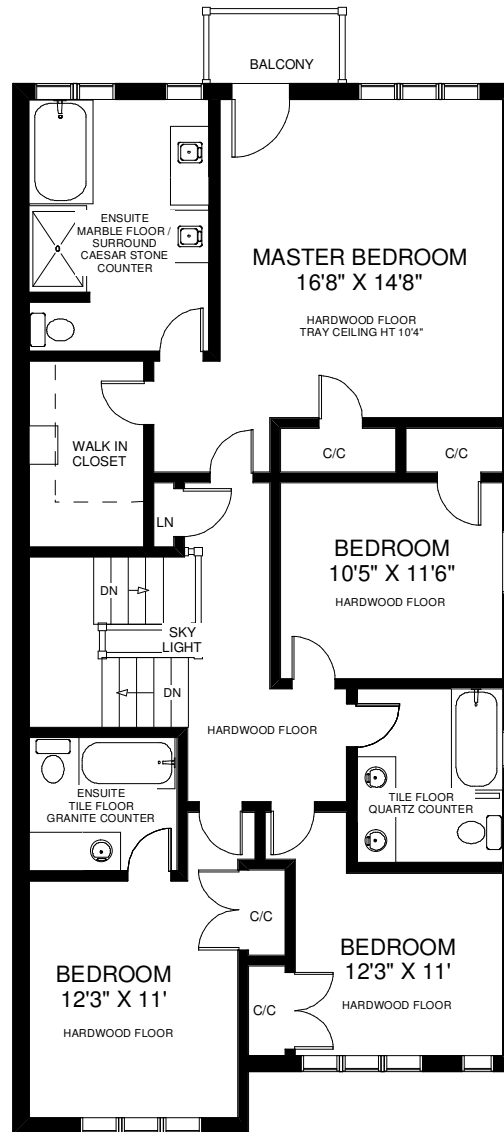 BALCONY
ENSUITE
MARBLE FLOOR /
SURROUND
CAESAR STONE
COUNTER
MASTER BEDROOM
16'8" X 14'8"
HARDWOOD FLOOR
TRAY CEILING HT 10'4"
WALK IN
CLOSET
C/C
C/C
LN
BEDROOM
10'5" X 11'6"
HARDWOOD FLOOR
DN
SKY
LIGHT
DN
HARDWOOD FLOOR
ENSUITE
TILE FLOOR
GRANITE COUNTER
TILE FLOOR
QUARTZ COUNTER
C/C
BEDROOM
12'3" X 11'
HARDWOOD FLOOR
BEDROOM
12'3" X 11'
HARDWOOD FLOOR
C/C